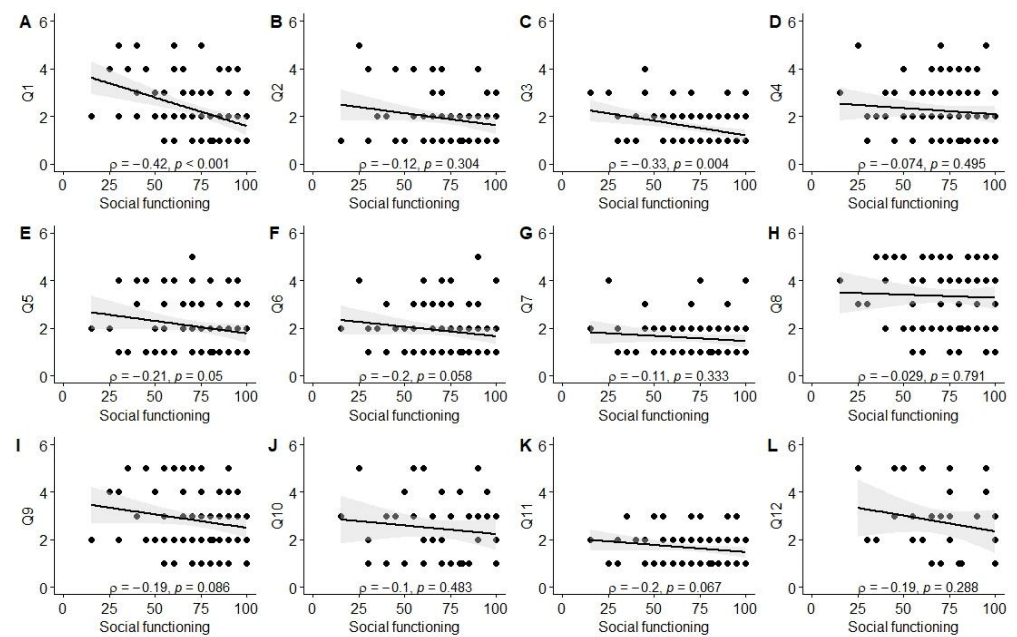 A
6
4
2
0
Q1
ρ = −0.42, p < 0.001
0 25 50 75 100
Social functioning
B
6
4
2
0
Q2
ρ = −0.12, p = 0.304
0 25 50 75 100
Social functioning
C
6
4
2
0
Q3
ρ = −0.33, p = 0.004
0 25 50 75 100
Social functioning
D
6
4
2
0
Q4
ρ = −0.074, p = 0.495
0 25 50 75 100
Social functioning
E
6
4
2
0
Q5
ρ = −0.21, p = 0.05
0 25 50 75 100
Social functioning
F
6
4
2
0
Q6
ρ = −0.2, p = 0.058
0 25 50 75 100
Social functioning
G
6
4
2
0
Q7
ρ = −0.11, p = 0.333
0 25 50 75 100
Social functioning
H
6
4
2
0
Q8
ρ = −0.029, p = 0.791
0 25 50 75 100
Social functioning
I
6
4
2
0
Q9
ρ = −0.19, p = 0.086
0 25 50 75 100
Social functioning
J
6
4
2
0
Q10
ρ = −0.1, p = 0.483
0 25 50 75 100
Social functioning
K
6
4
2
0
Q11
ρ = −0.2, p = 0.067
0 25 50 75 100
Social functioning
L
6
4
2
0
Q12
ρ = −0.19, p = 0.288
0 25 50 75 100
Social functioning